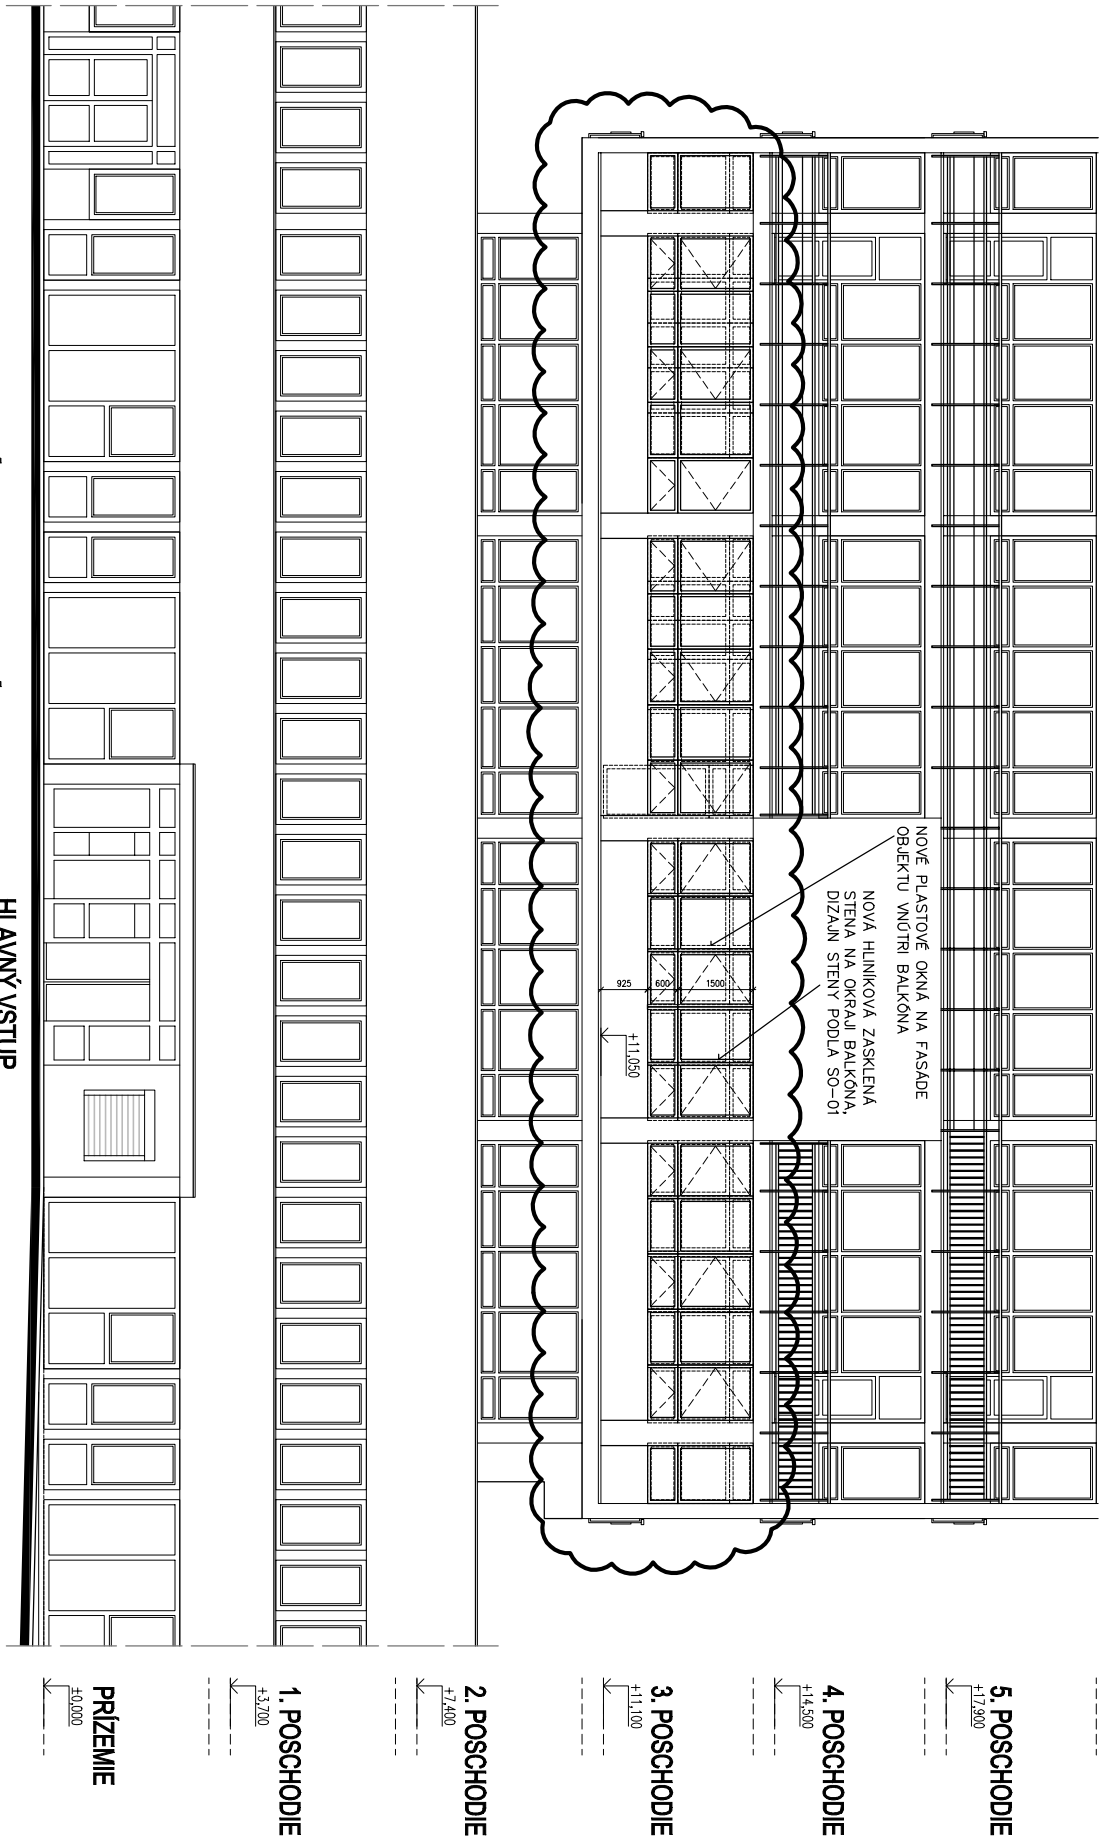 NOVÉ PLASTOVÉ OKNÁ NA FASÁDE
OBJEKTU VNÚTRI BALKÓNA
NOVÁ HLINÍKOVÁ ZASKLENÁ
STENA NA OKRAJI BALKÓNA,
DIZAJN STENY PODLA SO-01
925
600
1500
+11,050
5. POSCHODIE
+17,900
4. POSCHODIE
+14,500
3. POSCHODIE
+11,100
2. POSCHODIE
+7,400
1. POSCHODIE
+3,700
PRÍZEMIE
±0,000
HLAVNÝ VSTUP